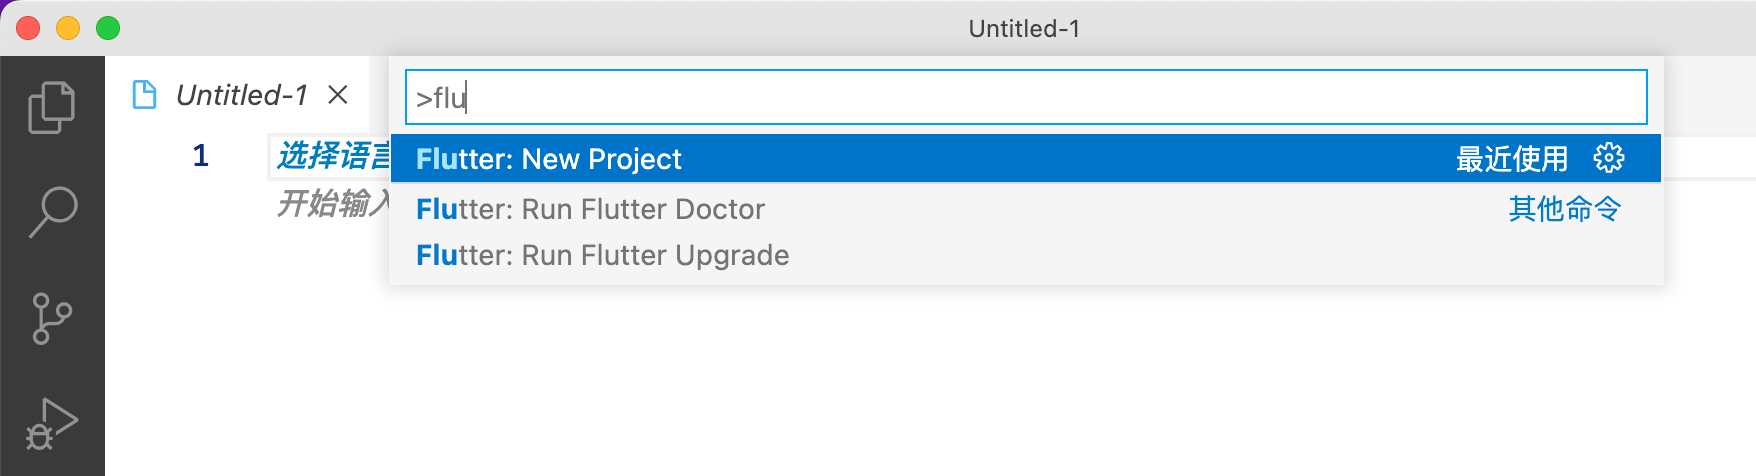 Untitled-1
Untitled-1
>flu
1 选择语言
Flutter: New Project 最近使用
开始输入
Flutter: Run Flutter Doctor 其他命令
Flutter: Run Flutter Upgrade